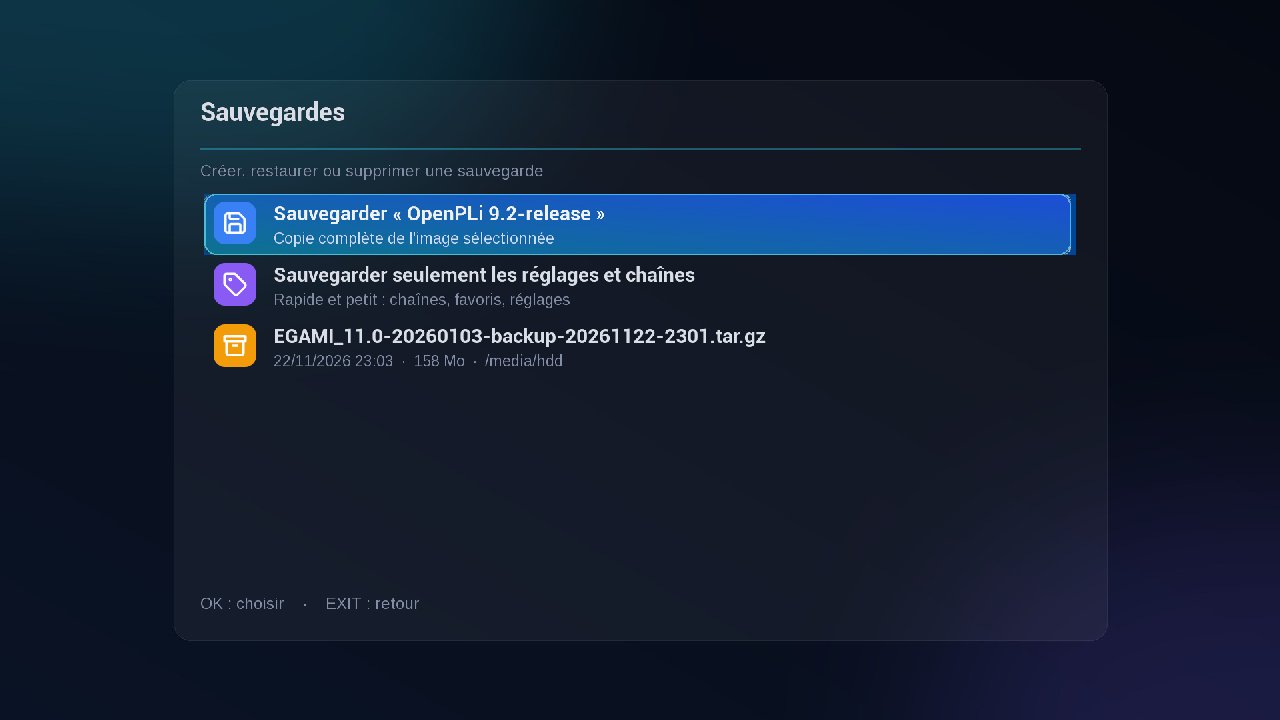 Sauvegardes
Créer, restaurer ou supprimer une sauvegarde
Sauvegarder « OpenPLi 9.2-release »
Copie complète de l'image sélectionnée
Sauvegarder seulement les réglages et chaînes
Rapide et petit : chaînes, favoris, réglages
EGAMI_11.0-20260103-backup-20261122-2301.tar.gz
22/11/2026 23:03 · 158 Mo · /media/hdd
OK : choisir · EXIT : retour